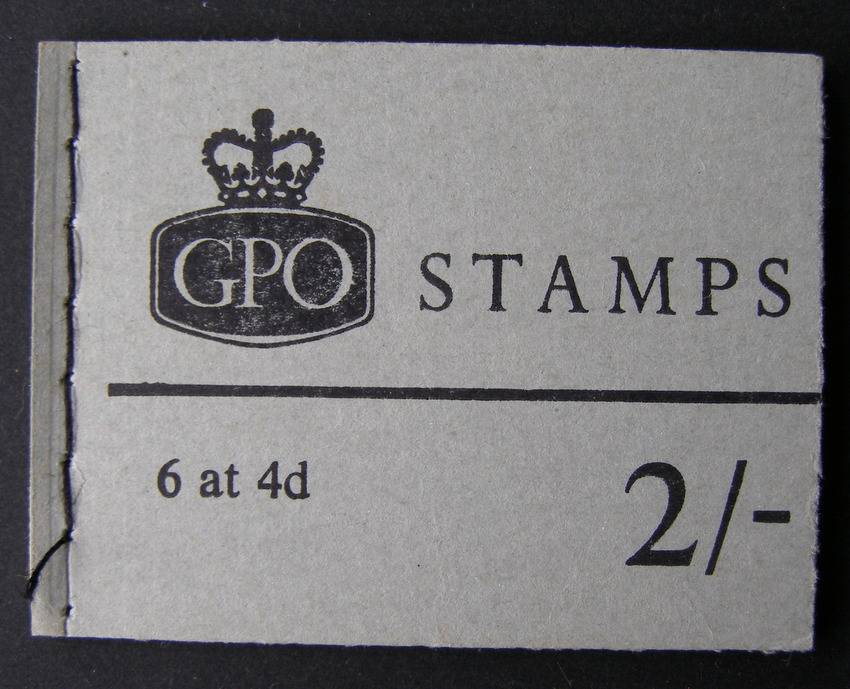 GPO STAMPS
6 at 4d 2/-